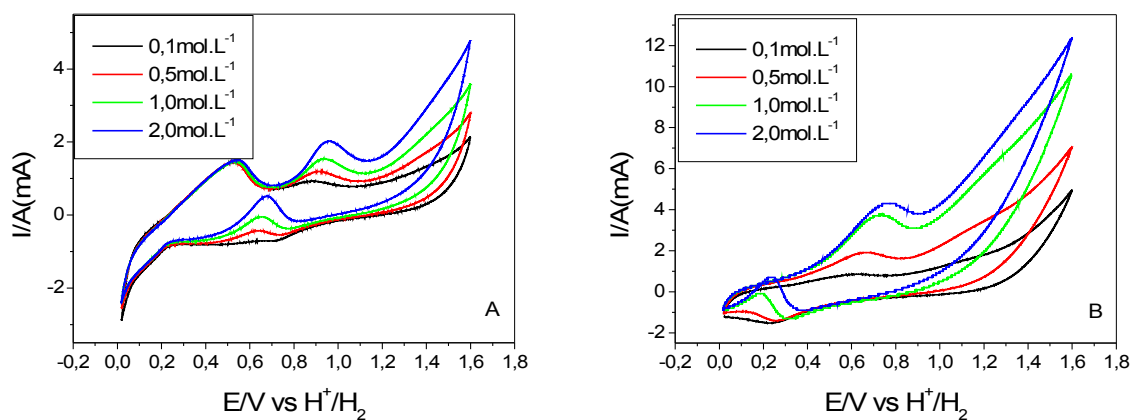 0,1mol.L⁻¹
0,5mol.L⁻¹
1,0mol.L⁻¹
2,0mol.L⁻¹
4
2
0
-2
I/A(mA)
A
-0,2 0,0 0,2 0,4 0,6 0,8 1,0 1,2 1,4 1,6 1,8
E/V vs H⁺/H₂
0,1mol.L⁻¹
0,5mol.L⁻¹
1,0mol.L⁻¹
2,0mol.L⁻¹
12
10
8
6
4
2
0
-2
I/A(mA)
B
-0,2 0,0 0,2 0,4 0,6 0,8 1,0 1,2 1,4 1,6 1,8
E/V vs H⁺/H₂